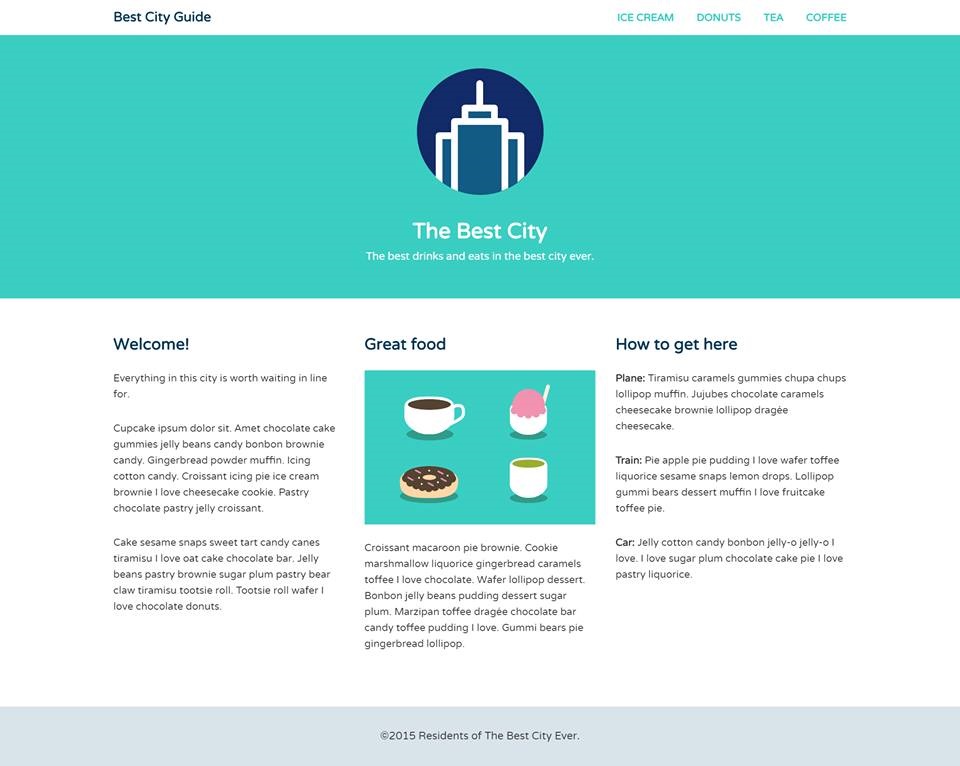 Best City Guide
ICE CREAM DONUTS TEA COFFEE
The Best City
The best drinks and eats in the best city ever.
Welcome!
Everything in this city is worth waiting in line
for.
Cupcake ipsum dolor sit. Amet chocolate cake
gummies jelly beans candy bonbon brownie
candy. Gingerbread powder muffin. Icing
cotton candy. Croissant icing pie ice cream
brownie I love cheesecake cookie. Pastry
chocolate pastry jelly croissant.
Cake sesame snaps sweet tart candy canes
tiramisu I love oat cake chocolate bar. Jelly
beans pastry brownie sugar plum pastry bear
claw tiramisu tootsie roll. Tootsie roll wafer I
love chocolate donuts.
Great food
Croissant macaroon pie brownie. Cookie
marshmallow liquorice gingerbread caramels
toffee I love chocolate. Wafer lollipop dessert.
Bonbon jelly beans pudding dessert sugar
plum. Marzipan toffee dragée chocolate bar
candy toffee pudding I love. Gummi bears pie
gingerbread lollipop.
How to get here
Plane: Tiramisu caramels gummies chupa chups
lollipop muffin. Jujubes chocolate caramels
cheesecake brownie lollipop dragée
cheesecake.
Train: Pie apple pie pudding I love wafer toffee
liquorice sesame snaps lemon drops. Lollipop
gummi bears dessert muffin I love fruitcake
toffee pie.
Car: Jelly cotton candy bonbon jelly-o jelly-o I
love. I love sugar plum chocolate cake pie I love
pastry liquorice.
©2015 Residents of The Best City Ever.